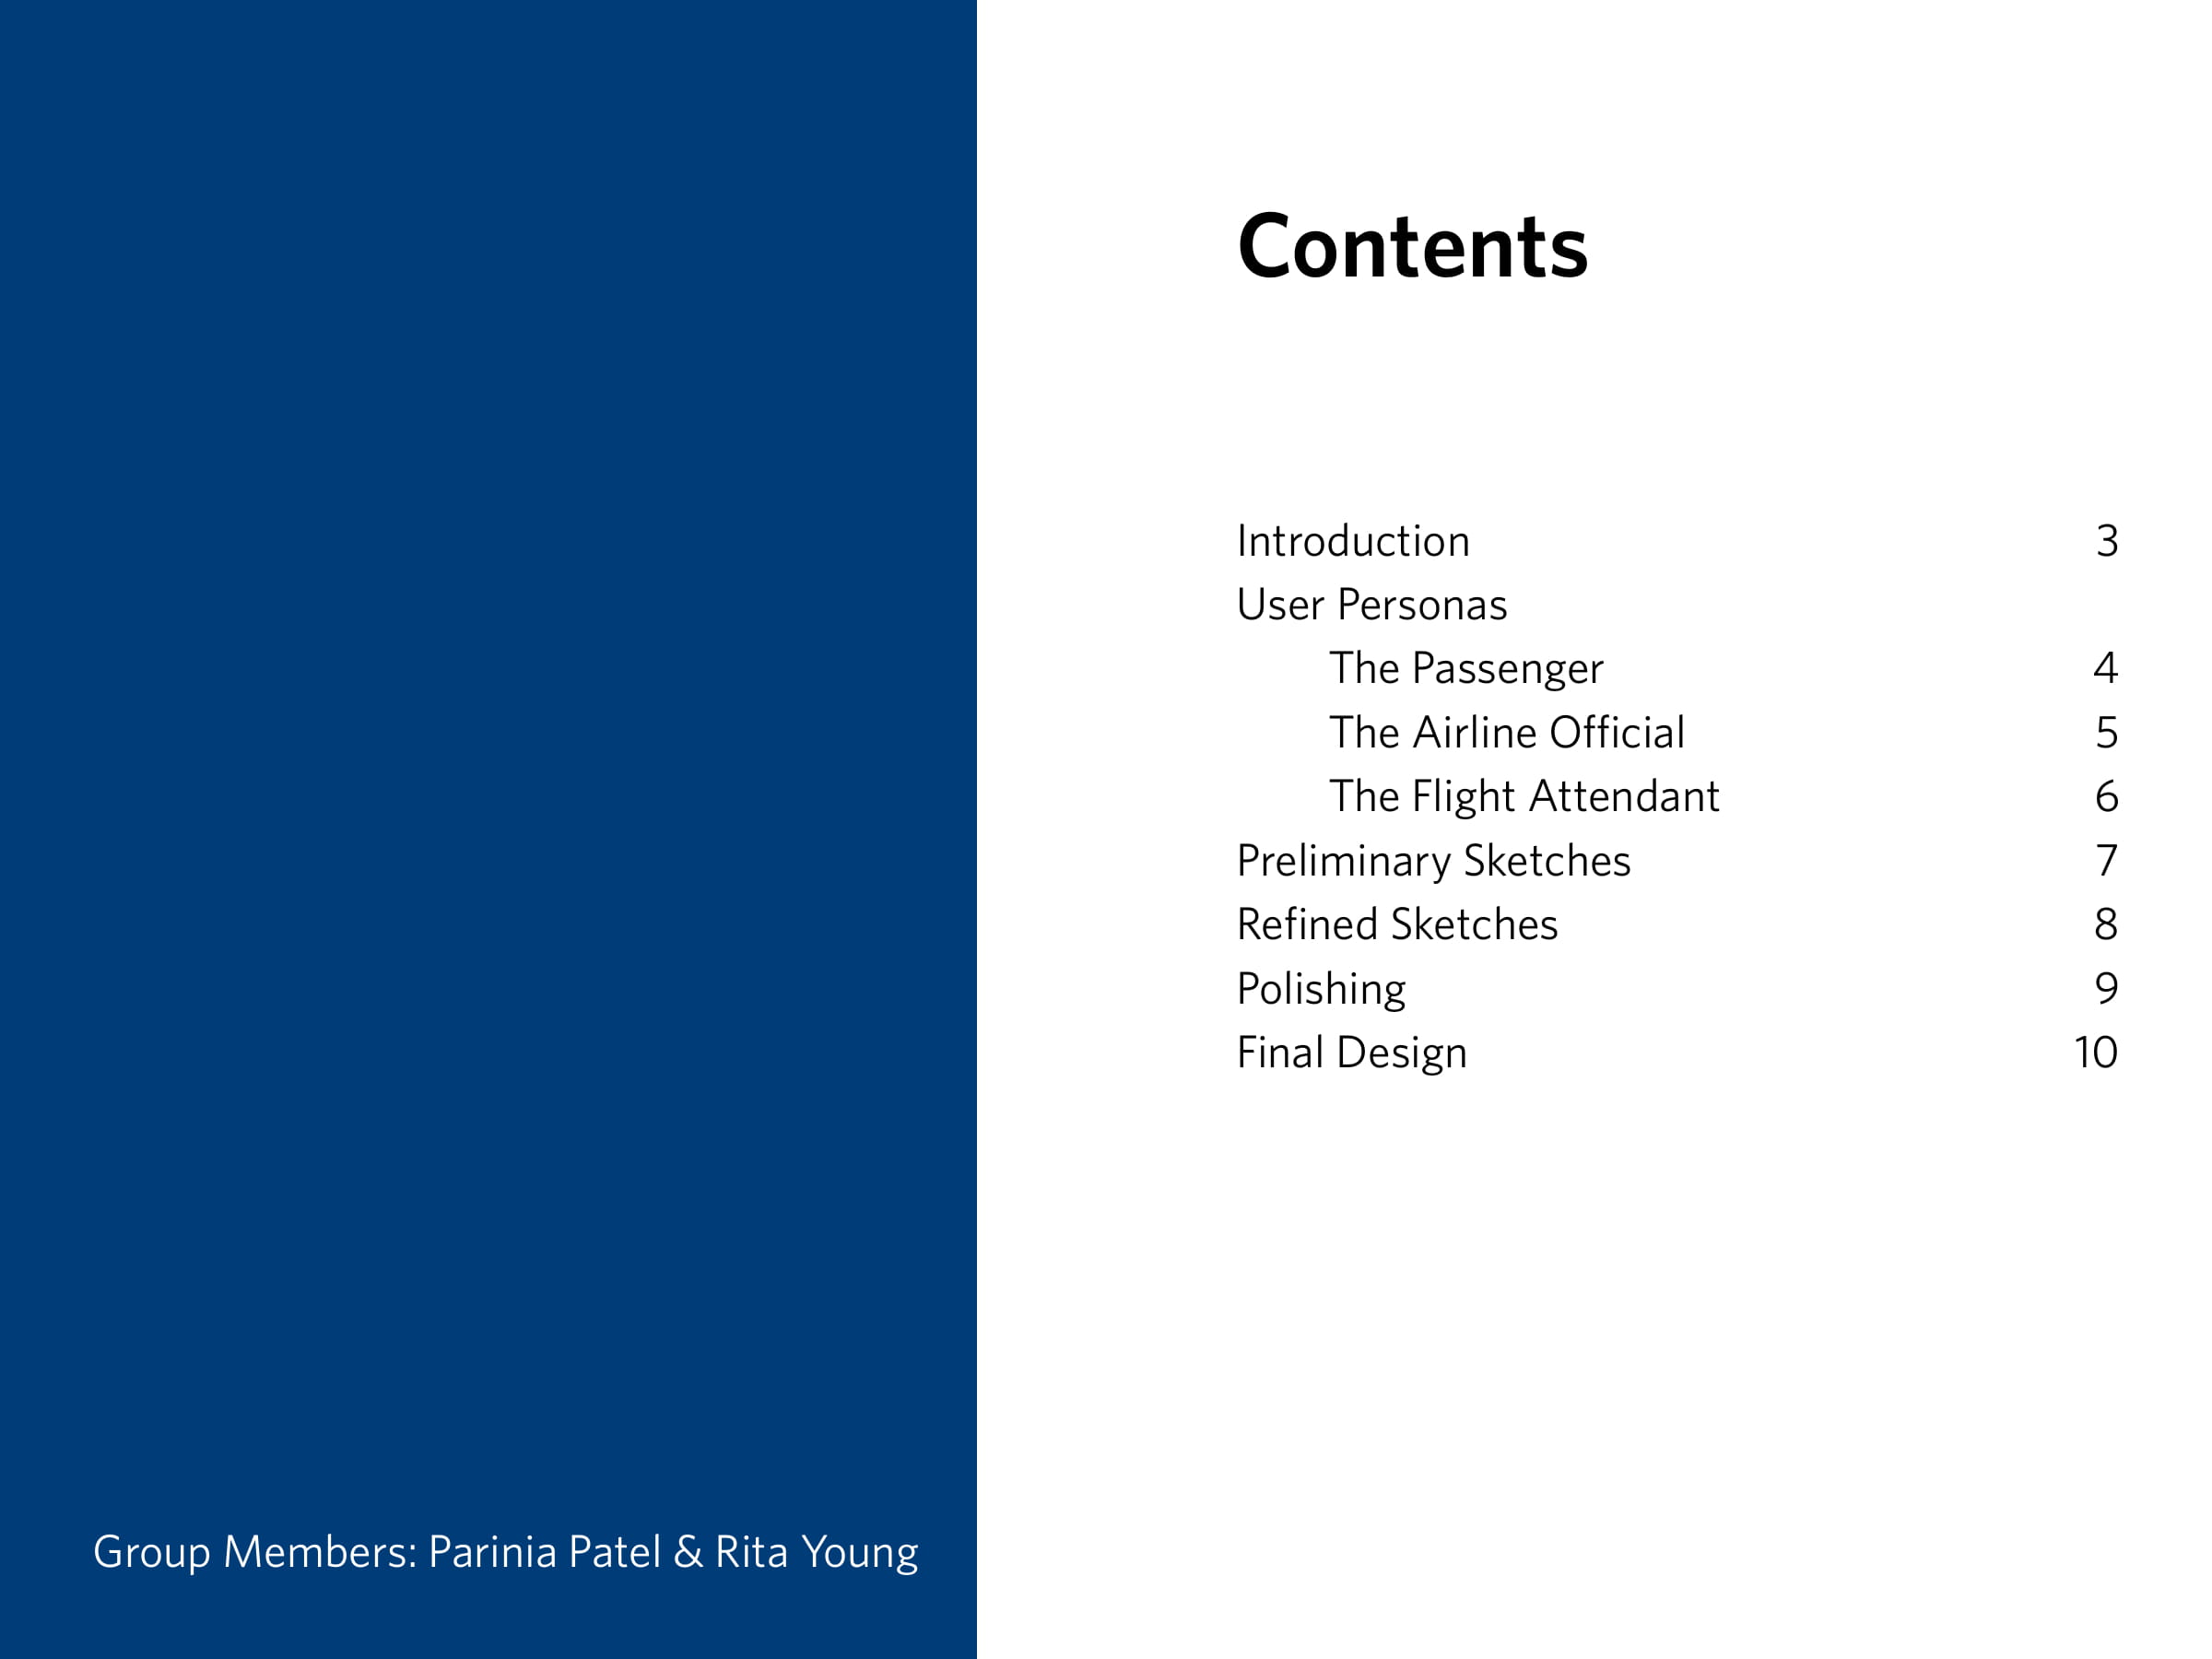 Contents
Introduction 3
User Personas
The Passenger 4
The Airline Official 5
The Flight Attendant 6
Preliminary Sketches 7
Refined Sketches 8
Polishing 9
Final Design 10
Group Members: Parinia Patel & Rita Young